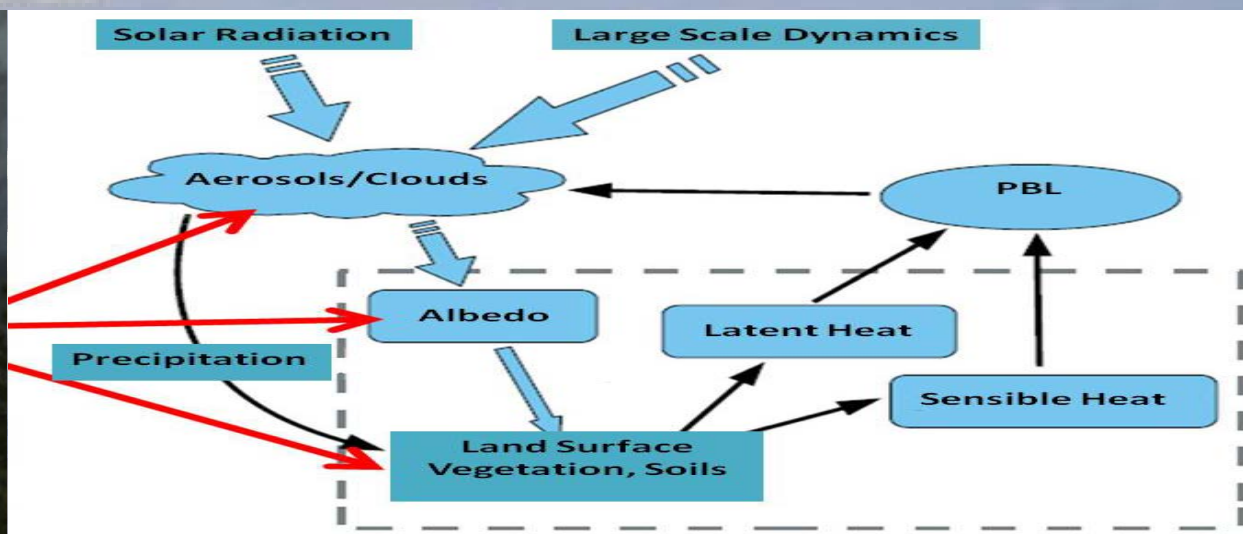 Solar Radiation
Large Scale Dynamics
Aerosols/Clouds
PBL
Albedo
Latent Heat
Precipitation
Sensible Heat
Land Surface
Vegetation, Soils